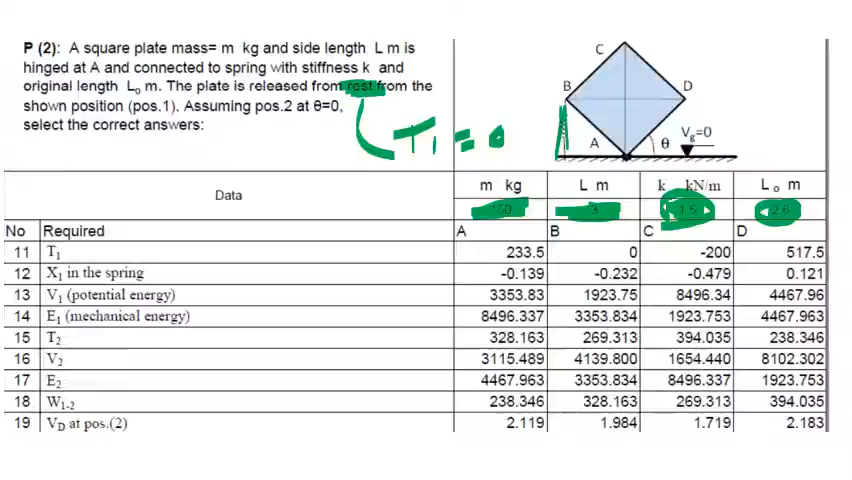 P (2): A square plate mass= m kg and side length L m is
hinged at A and connected to spring with stiffness k and
original length Lo m. The plate is released from rest from the
shown position (pos.1). Assuming pos.2 at θ=0,
select the correct answers:
T1 = 0
C
B
D
A
θ
Vg=0
Data
m kg
L m
k kN/m
Lo m
150
3
1.5
2.6
No Required A B C D
11 T1 233.5 0 -200 517.5
12 X1 in the spring -0.139 -0.232 -0.479 0.121
13 V1 (potential energy) 3353.83 1923.75 8496.34 4467.96
14 E1 (mechanical energy) 8496.337 3353.834 1923.753 4467.963
15 T2 328.163 269.313 394.035 238.346
16 V2 3115.489 4139.800 1654.440 8102.302
17 E2 4467.963 3353.834 8496.337 1923.753
18 W1-2 238.346 328.163 269.313 394.035
19 VD at pos.(2) 2.119 1.984 1.719 2.183